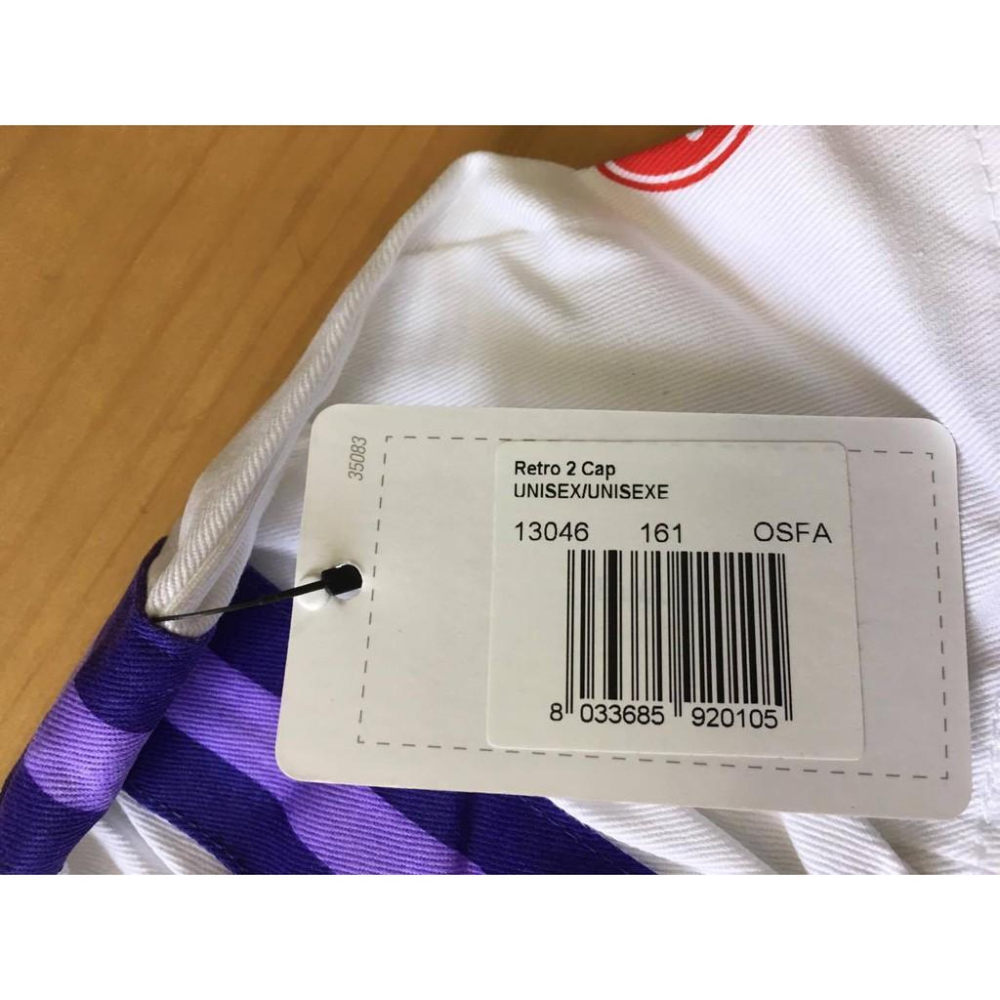 35083
Retro 2 Cap
UNISEX/UNISEXE
13046 161 OSFA
8 033685 920105